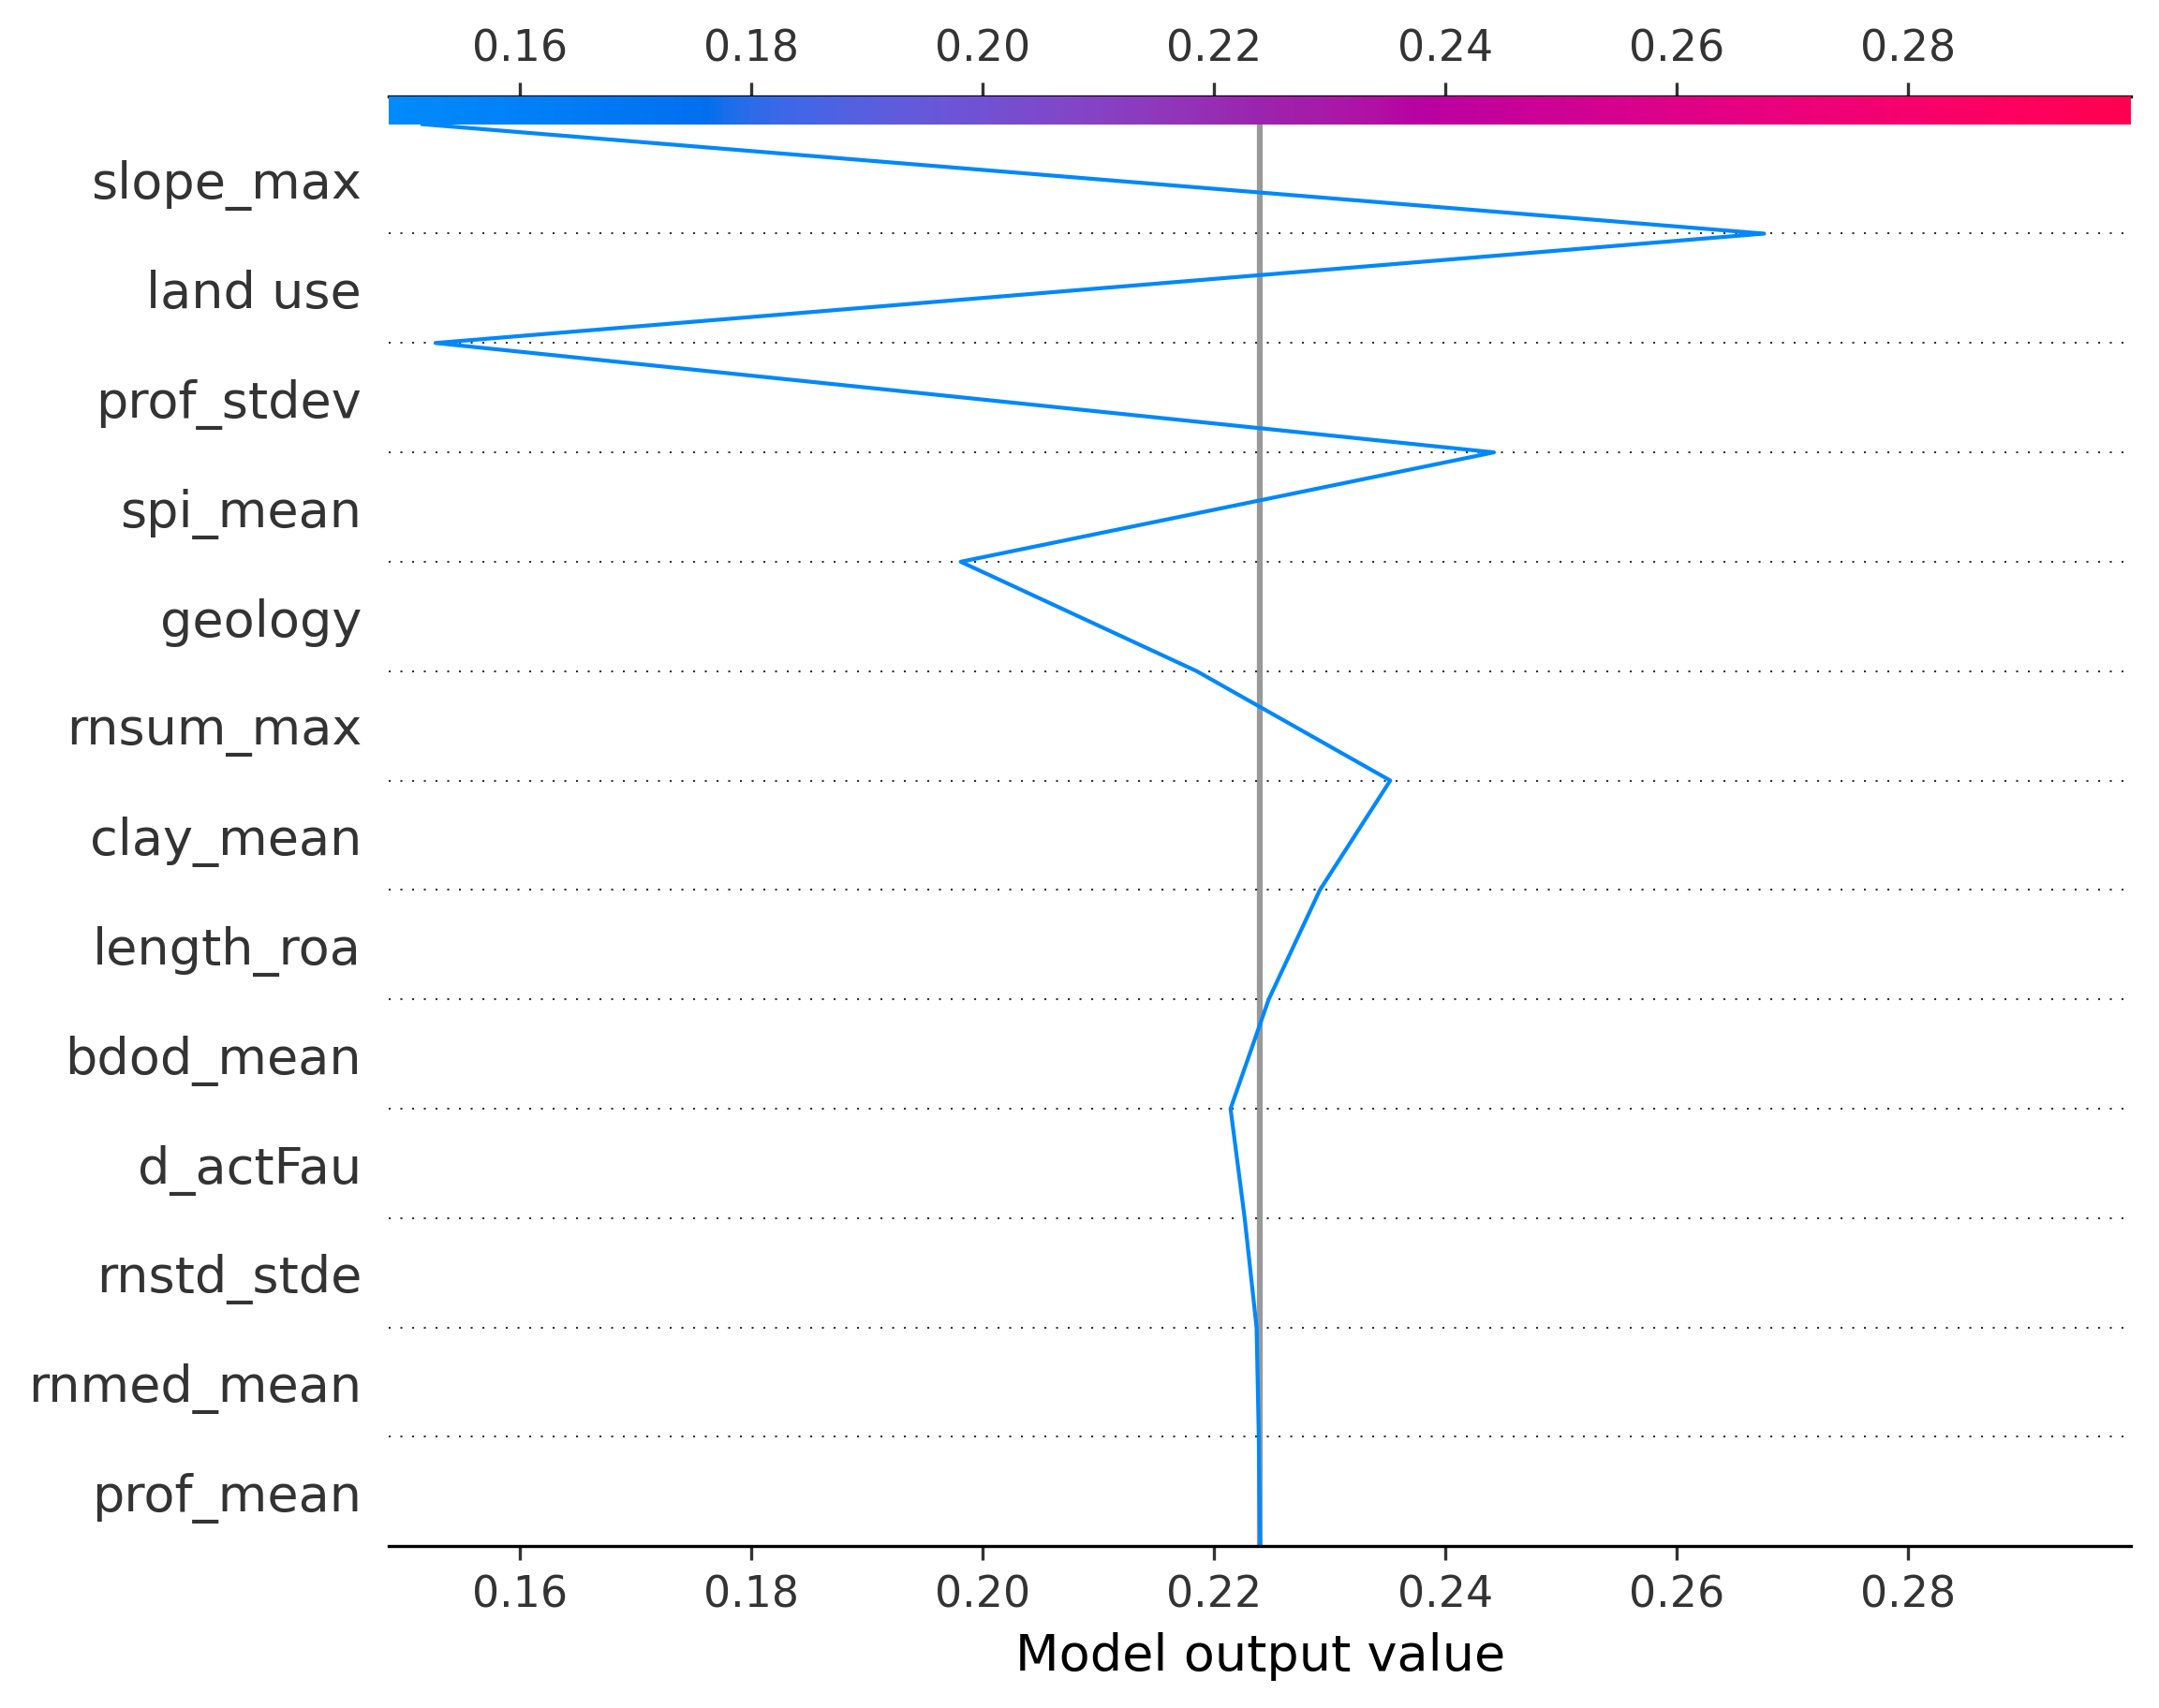 0.16 0.18 0.20 0.22 0.24 0.26 0.28
slope_max
land use
prof_stdev
spi_mean
geology
rnsum_max
clay_mean
length_roa
bdod_mean
d_actFau
rnstd_stde
rnmed_mean
prof_mean
0.16 0.18 0.20 0.22 0.24 0.26 0.28
Model output value